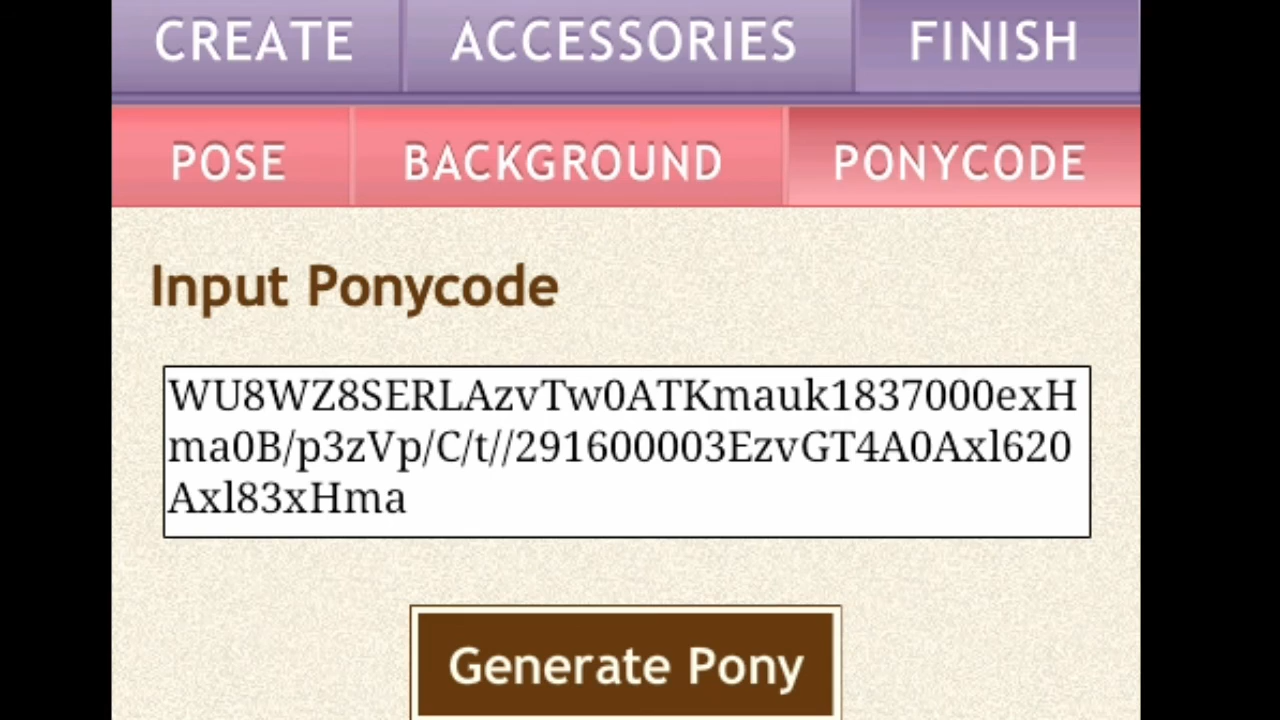 CREATE ACCESSORIES FINISH
POSE BACKGROUND PONYCODE
Input Ponycode
WU8WZ8SERLAzvTw0ATKmauk1837000exH
ma0B/p3zVp/C/t//291600003EzvGT4A0Axl620
Axl83xHma
Generate Pony